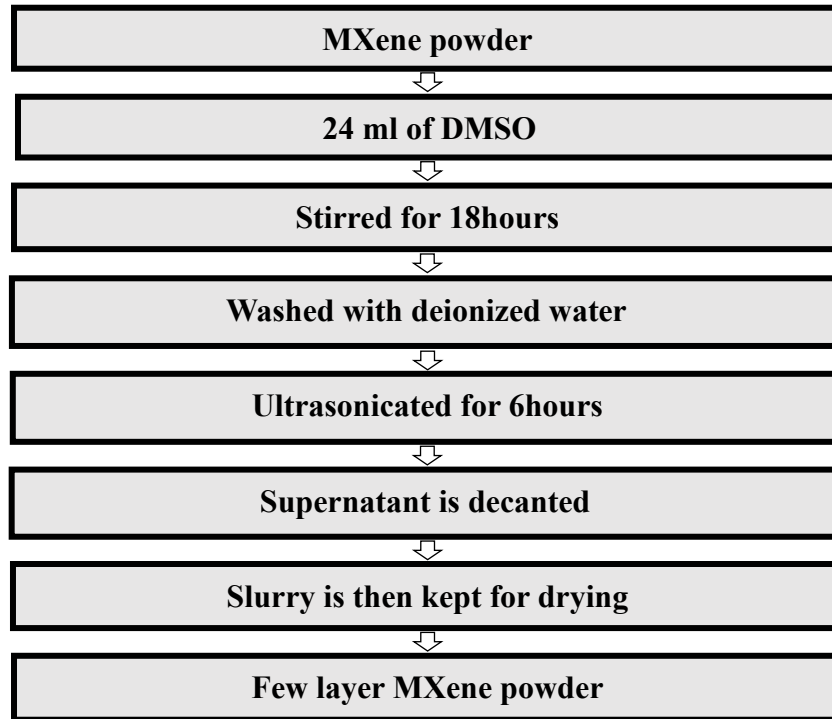 MXene powder
24 ml of DMSO
Stirred for 18hours
Washed with deionized water
Ultrasonicated for 6hours
Supernatant is decanted
Slurry is then kept for drying
Few layer MXene powder